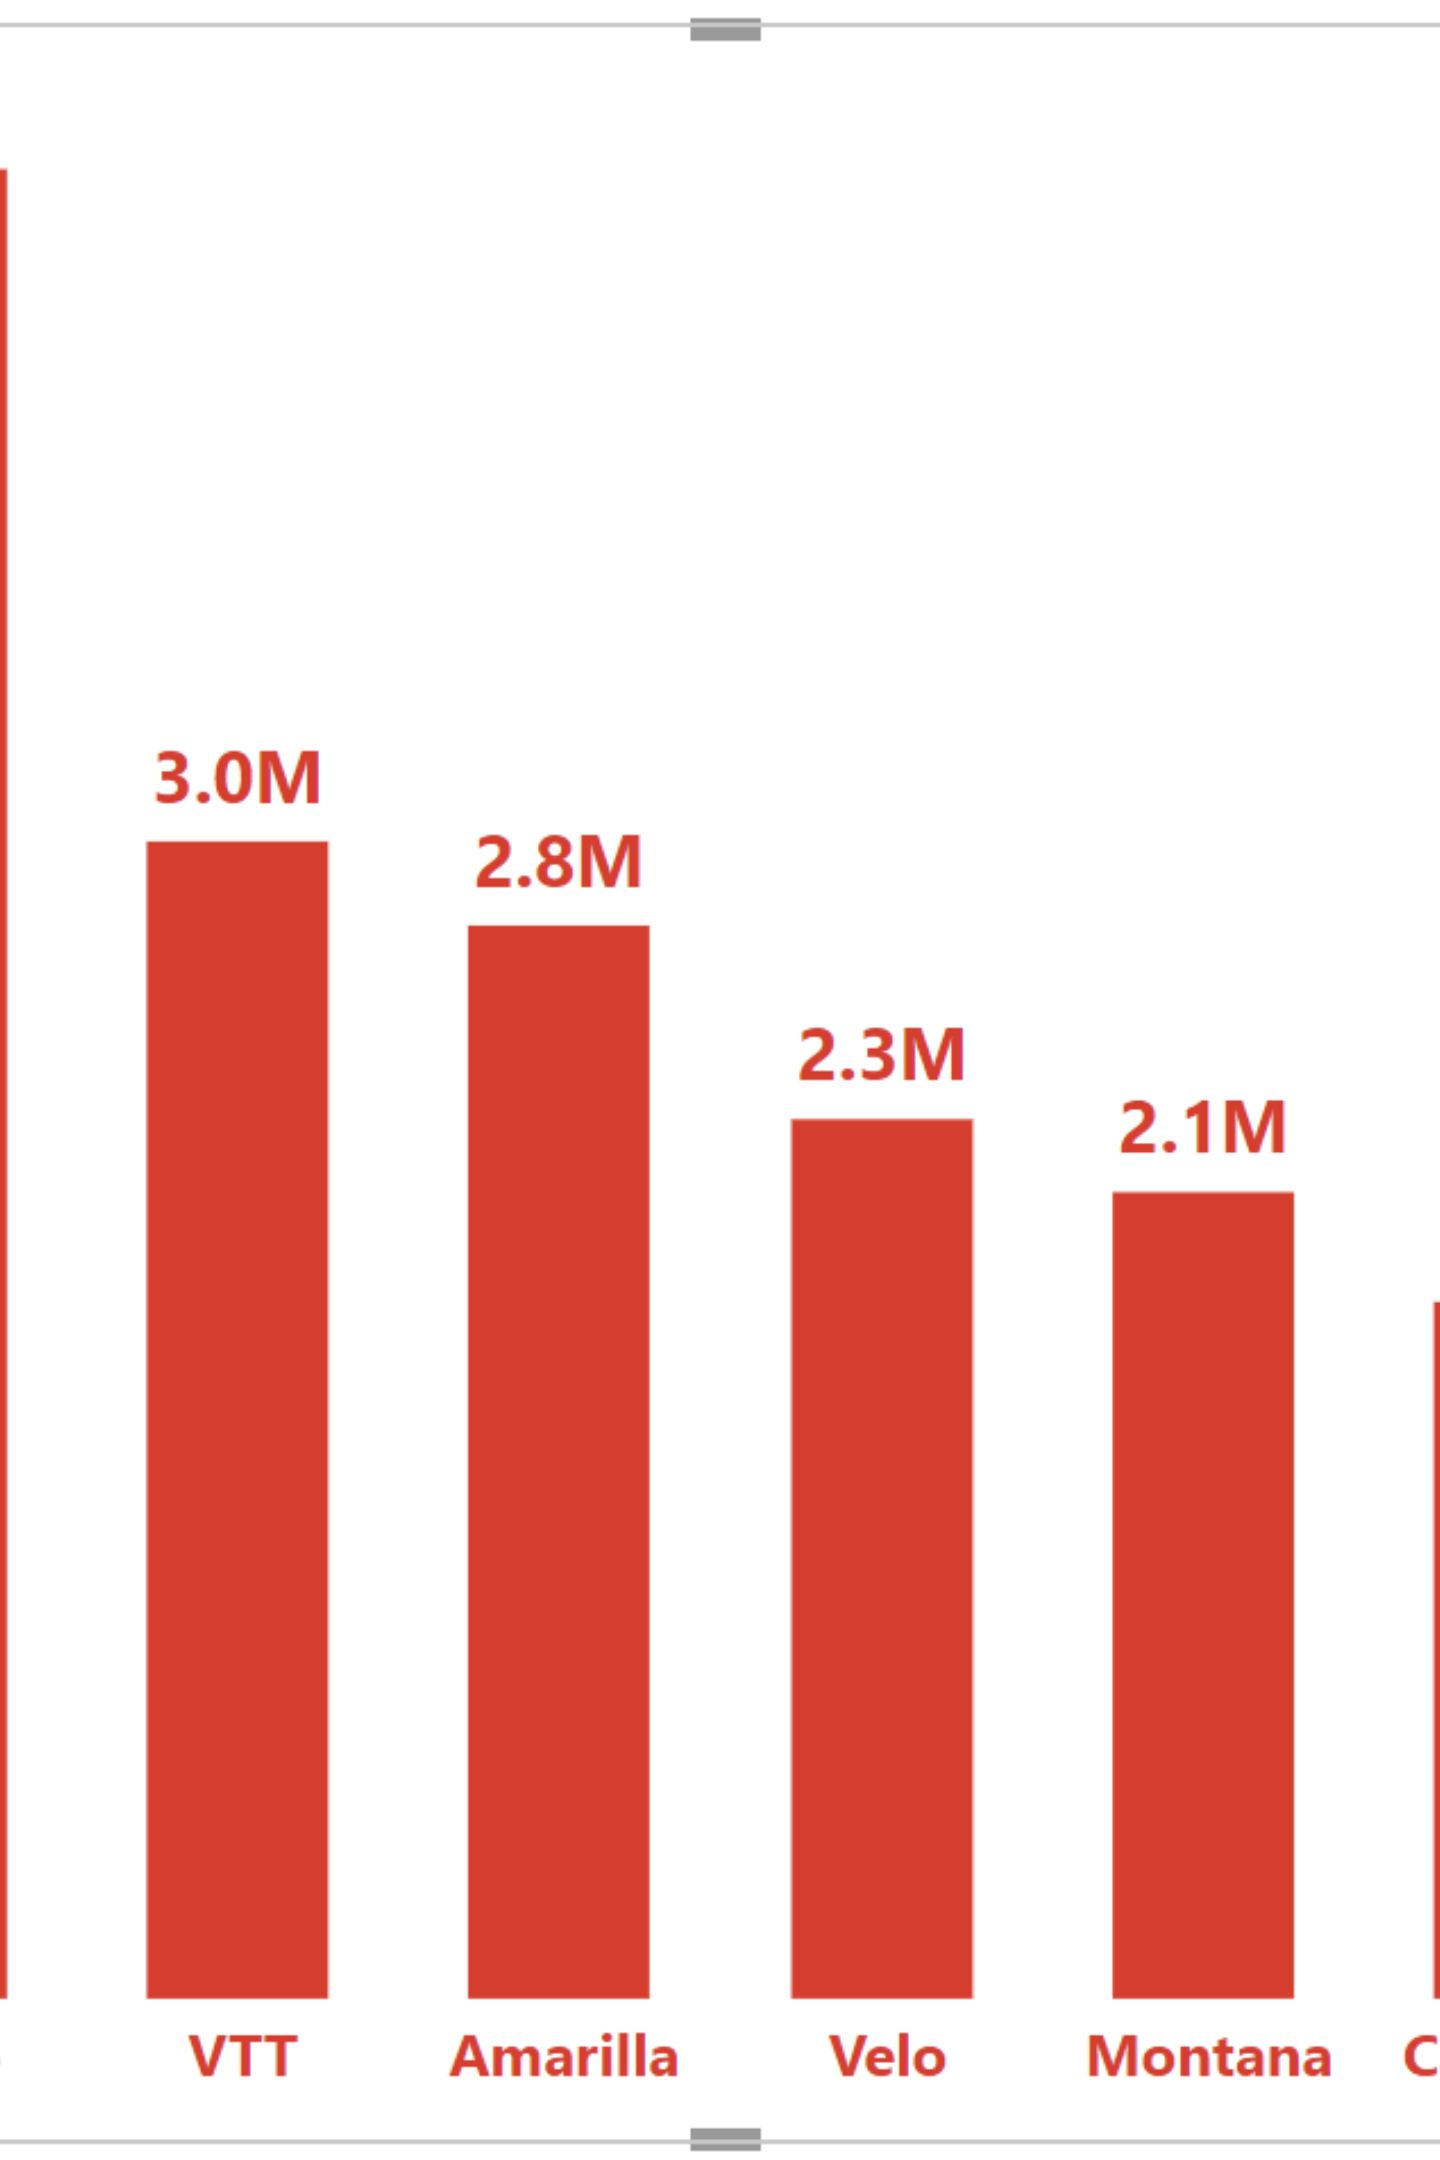 3.0M
2.8M
2.3M
2.1M
VTT Amarilla Velo Montana